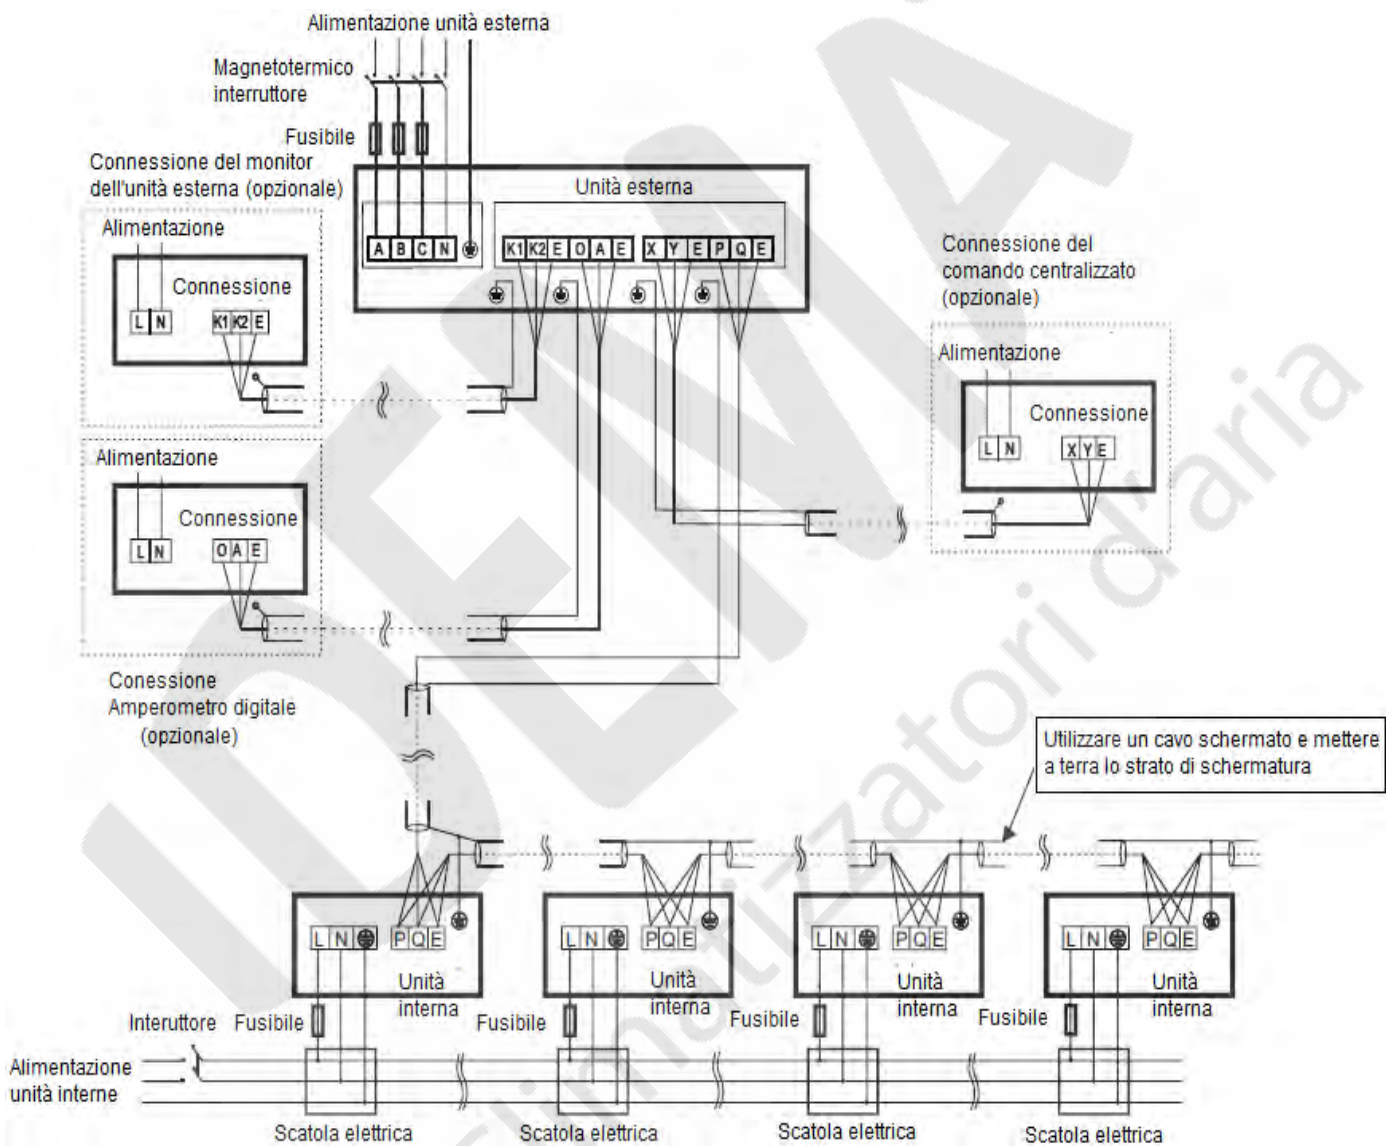 Alimentazione unità esterna
Magnetotermico
interruttore
Fusibile
Connessione del monitor
dell'unità esterna (opzionale)
Unità esterna
Alimentazione
Connessione
L N
K1 K2 E
A B C N
K1 K2 E O A E
X Y E P Q E
Connessione del
comando centralizzato
(opzionale)
Alimentazione
Connessione
L N
X Y E
Alimentazione
Connessione
L N
O A E
Conessione
Amperometro digitale
(opzionale)
Utilizzare un cavo schermato e mettere
a terra lo strato di schermatura
L N
P Q E
Unità
interna
L N
P Q E
Unità
interna
L N
P Q E
Unità
interna
L N
P Q E
Unità
interna
Interuttore
Fusibile
Fusibile
Fusibile
Fusibile
Alimentazione
unità interne
Scatola elettrica
Scatola elettrica
Scatola elettrica
Scatola elettrica
IDEMA
climatizzatori d'aria